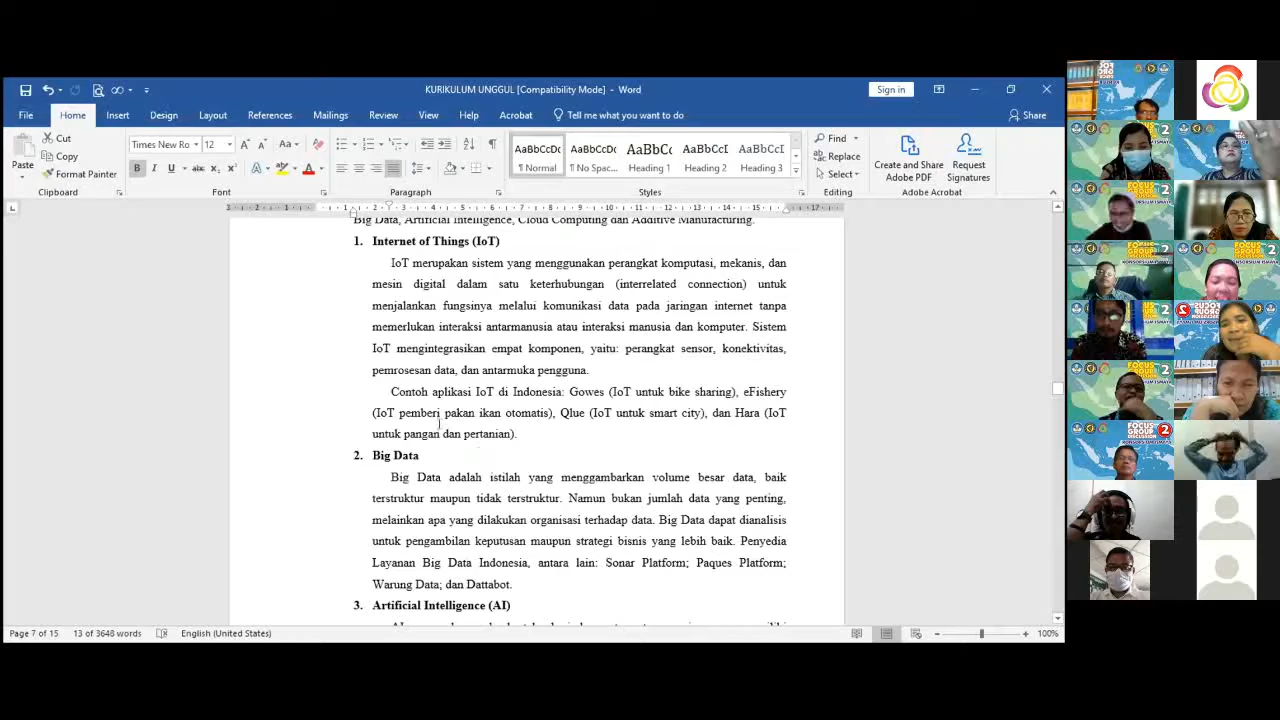 KURIKULUM UNGGUL [Compatibility Mode] - Word
Sign in
File Home Insert Design Layout References Mailings Review View Help Acrobat Tell me what you want to do Share
Paste
Cut
Copy
Format Painter
Clipboard
Times New Ro 12
Font
Paragraph
AaBbCcDc AaBbCcDc AaBbC AaBbCcI AaBbCcI
Normal No Spac... Heading 1 Heading 2 Heading 3
Styles
Find
Replace
Select
Editing
Create and Share Adobe PDF
Request Signatures
Adobe Acrobat
Big Data, Artificial Intelligence, Cloud Computing dan Additive Manufacturing.
1. Internet of Things (IoT)
IoT merupakan sistem yang menggunakan perangkat komputasi, mekanis, dan
mesin digital dalam satu keterhubungan (interrelated connection) untuk
menjalankan fungsinya melalui komunikasi data pada jaringan internet tanpa
memerlukan interaksi antarmanusia atau interaksi manusia dan komputer. Sistem
IoT mengintegrasikan empat komponen, yaitu: perangkat sensor, konektivitas,
pemrosesan data, dan antarmuka pengguna.
Contoh aplikasi IoT di Indonesia: Gowes (IoT untuk bike sharing), eFishery
(IoT pemberi pakan ikan otomatis), Qlue (IoT untuk smart city), dan Hara (IoT
untuk pangan dan pertanian).
2. Big Data
Big Data adalah istilah yang menggambarkan volume besar data, baik
terstruktur maupun tidak terstruktur. Namun bukan jumlah data yang penting,
melainkan apa yang dilakukan organisasi terhadap data. Big Data dapat dianalisis
untuk pengambilan keputusan maupun strategi bisnis yang lebih baik. Penyedia
Layanan Big Data Indonesia, antara lain: Sonar Platform; Paques Platform;
Warung Data; dan Dattabot.
3. Artificial Intelligence (AI)
Page 7 of 15 13 of 3648 words English (United States) 100%
FOCUS GROUP DISCUSSION 2